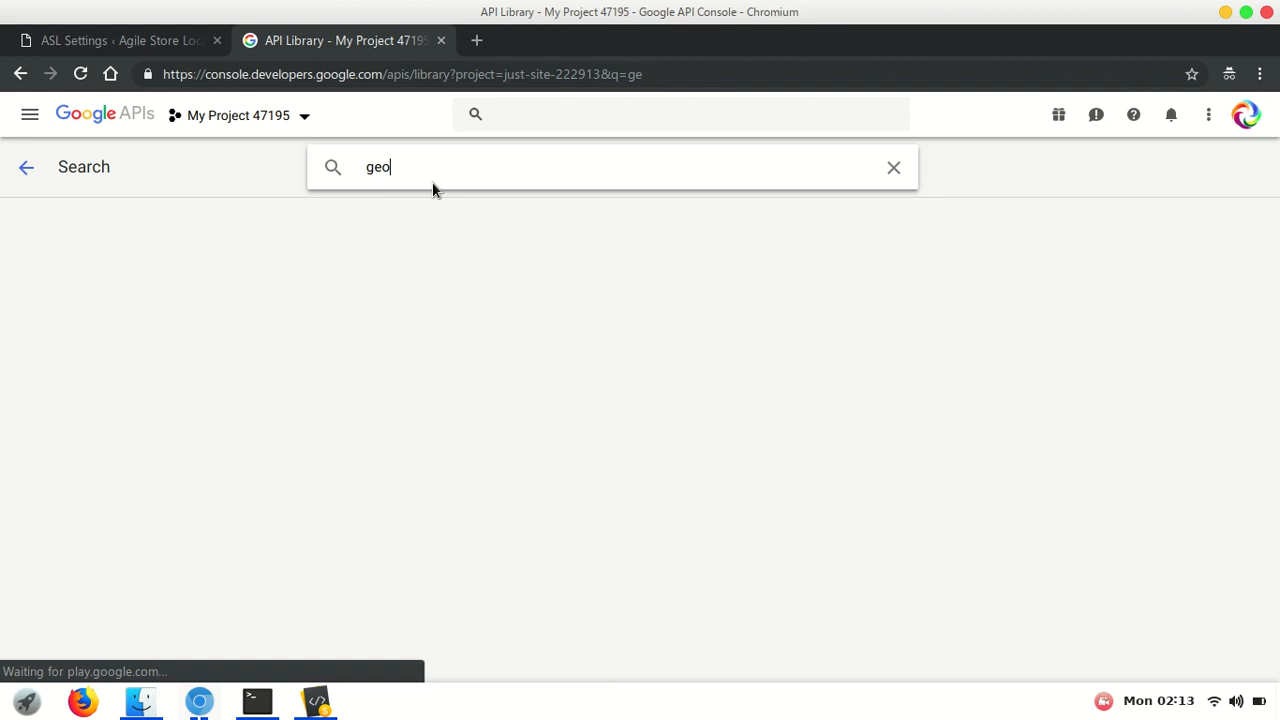 API Library - My Project 47195 - Google API Console - Chromium
ASL Settings ‹ Agile Store Loc
API Library - My Project 47195
https://console.developers.google.com/apis/library?project=just-site-222913&q=ge
Google APIs
My Project 47195
Search
geo
Waiting for play.google.com...
Mon 02:13